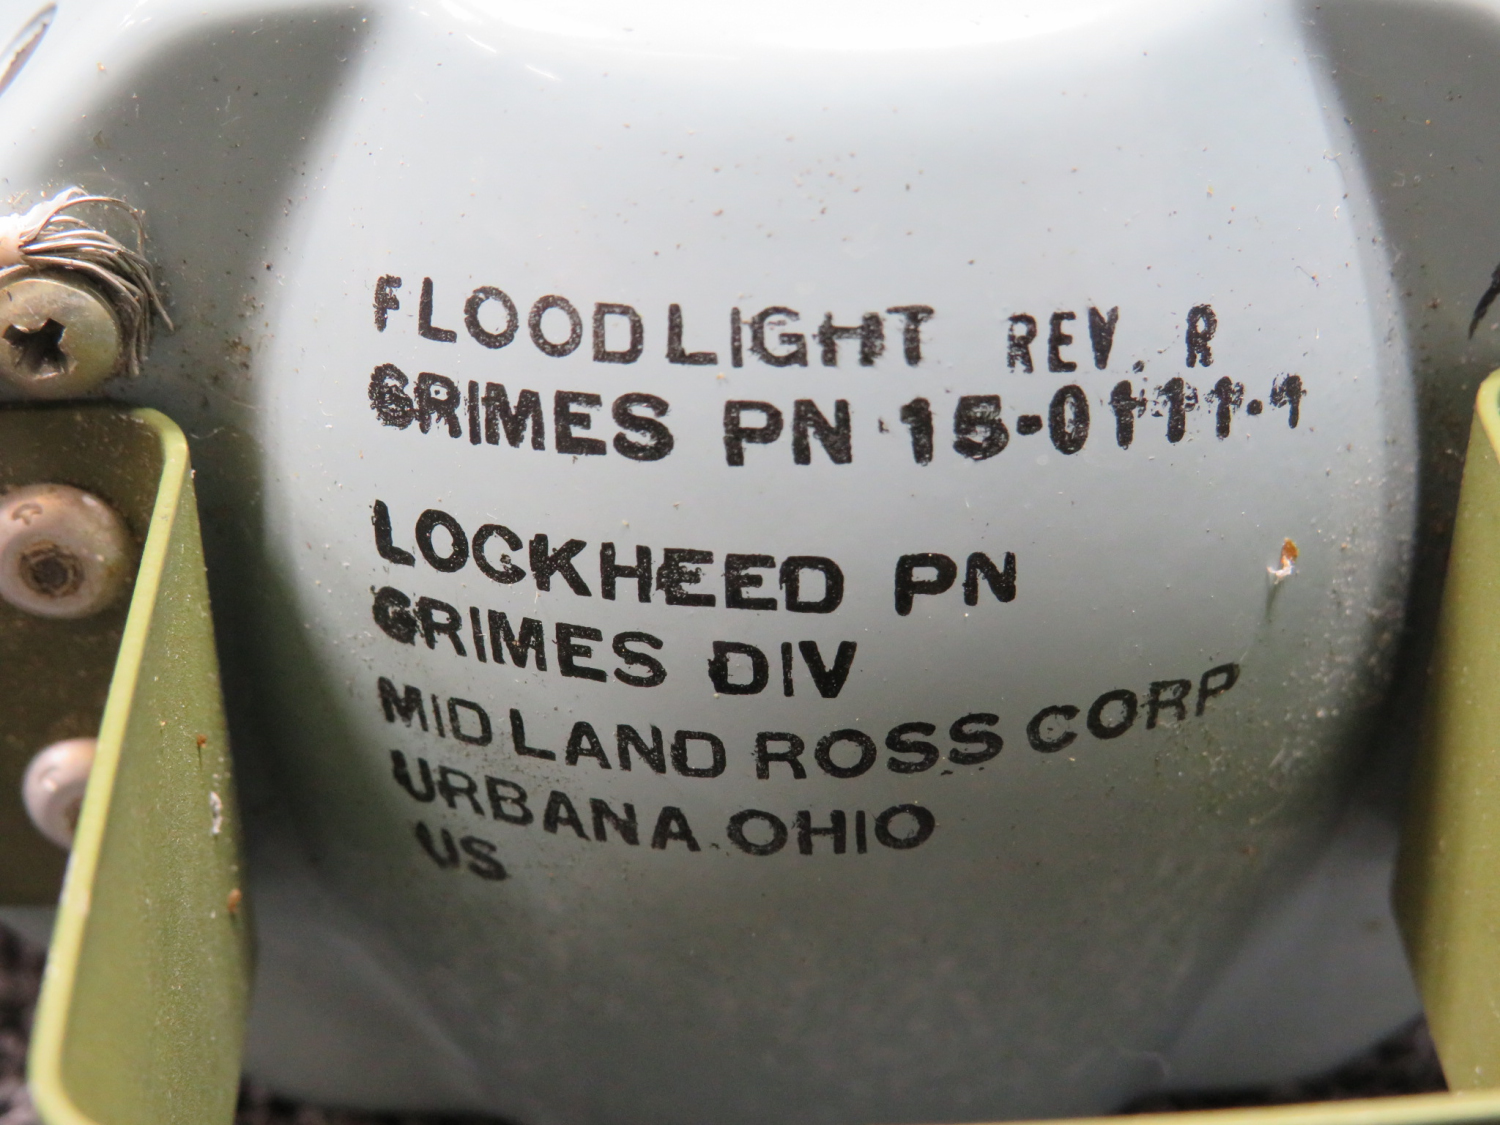 FLOODLIGHT REV. R
GRIMES PN 15-0111-1
LOCKHEED PN
GRIMES DIV
MIDLAND ROSS CORP
URBANA OHIO
US